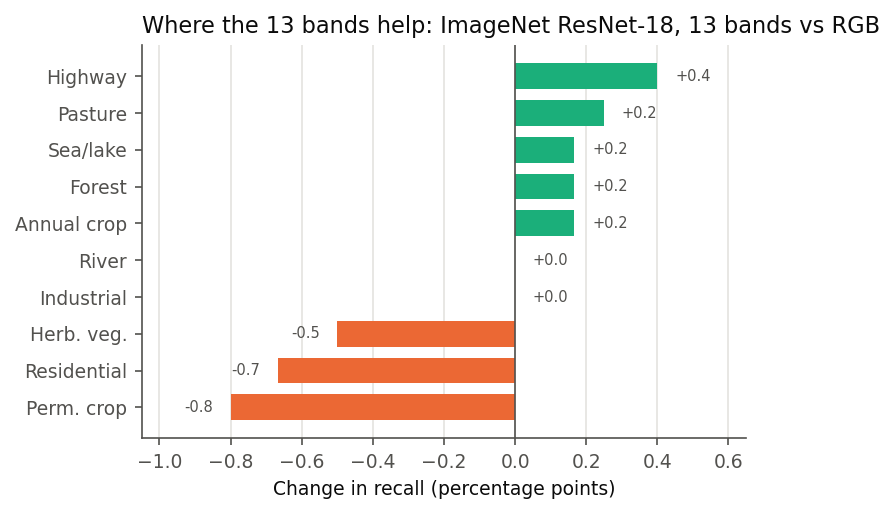 Where the 13 bands help: ImageNet ResNet-18, 13 bands vs RGB
Highway +0.4
Pasture +0.2
Sea/lake +0.2
Forest +0.2
Annual crop +0.2
River +0.0
Industrial +0.0
Herb. veg. -0.5
Residential -0.7
Perm. crop -0.8
−1.0 −0.8 −0.6 −0.4 −0.2 0.0 0.2 0.4 0.6
Change in recall (percentage points)